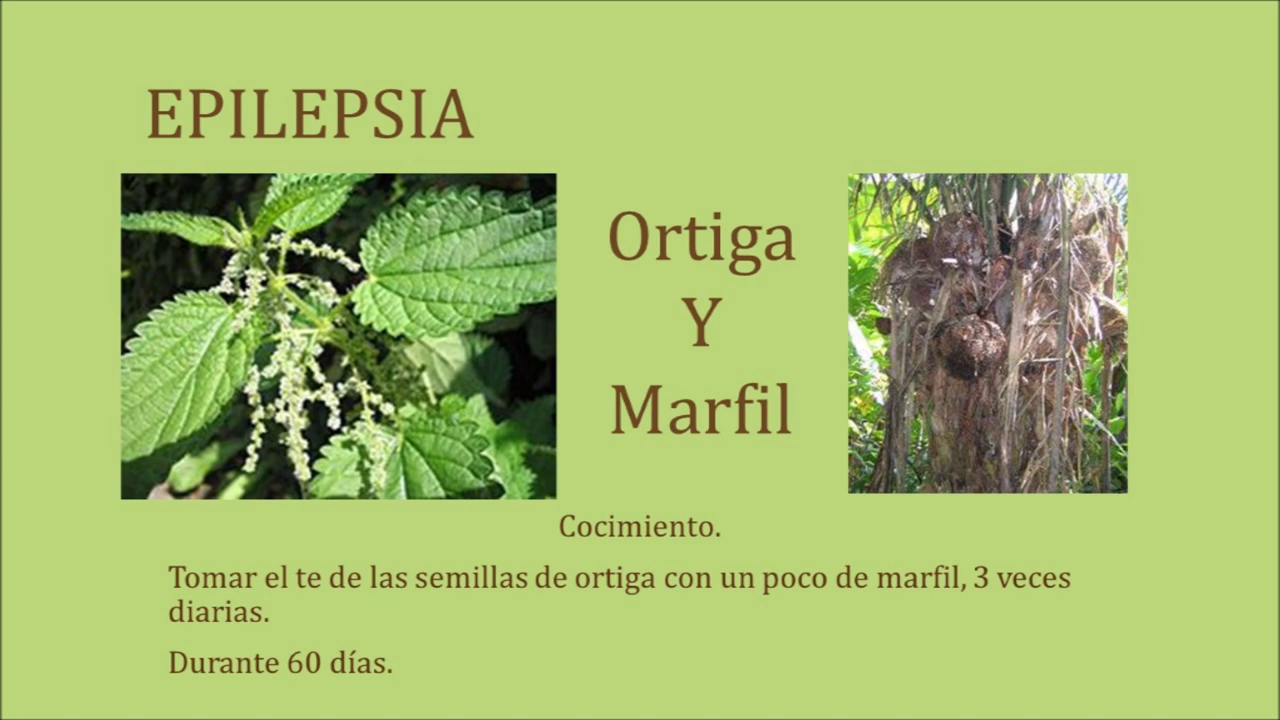 EPILEPSIA
Ortiga
Y
Marfil
Cocimiento.
Tomar el te de las semillas de ortiga con un poco de marfil, 3 veces
diarias.
Durante 60 días.